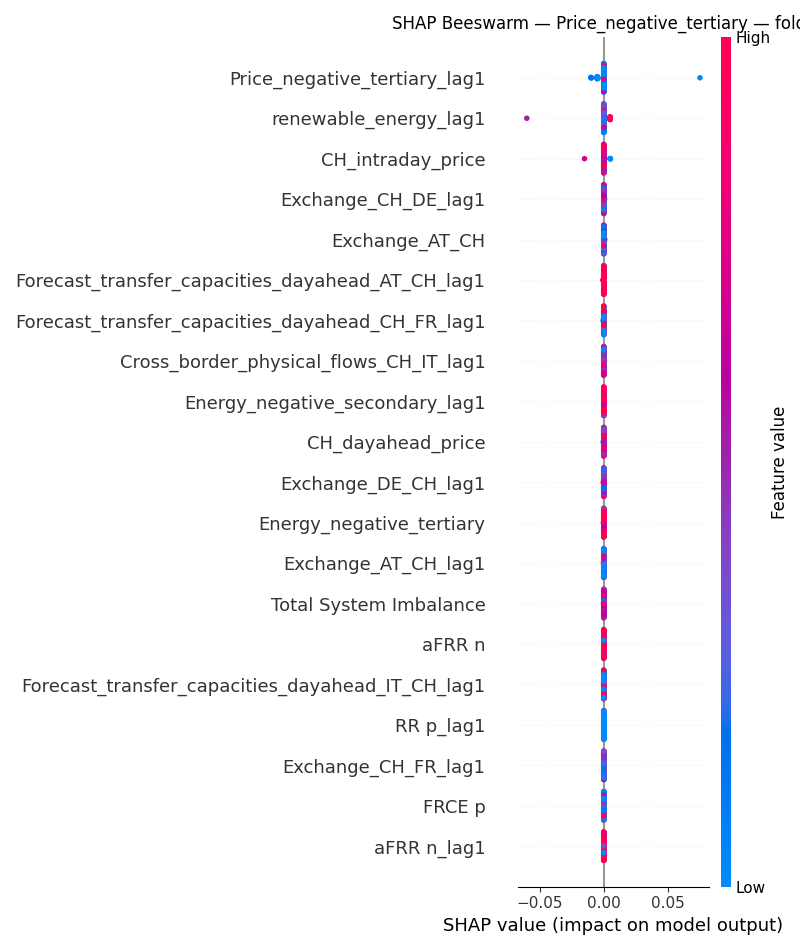 SHAP Beeswarm — Price_negative_tertiary — fold
High
Price_negative_tertiary_lag1
renewable_energy_lag1
CH_intraday_price
Exchange_CH_DE_lag1
Exchange_AT_CH
Forecast_transfer_capacities_dayahead_AT_CH_lag1
Forecast_transfer_capacities_dayahead_CH_FR_lag1
Cross_border_physical_flows_CH_IT_lag1
Energy_negative_secondary_lag1
CH_dayahead_price
Exchange_DE_CH_lag1
Energy_negative_tertiary
Exchange_AT_CH_lag1
Total System Imbalance
aFRR n
Forecast_transfer_capacities_dayahead_IT_CH_lag1
RR p_lag1
Exchange_CH_FR_lag1
FRCE p
aFRR n_lag1
Feature value
Low
−0.05 0.00 0.05
SHAP value (impact on model output)